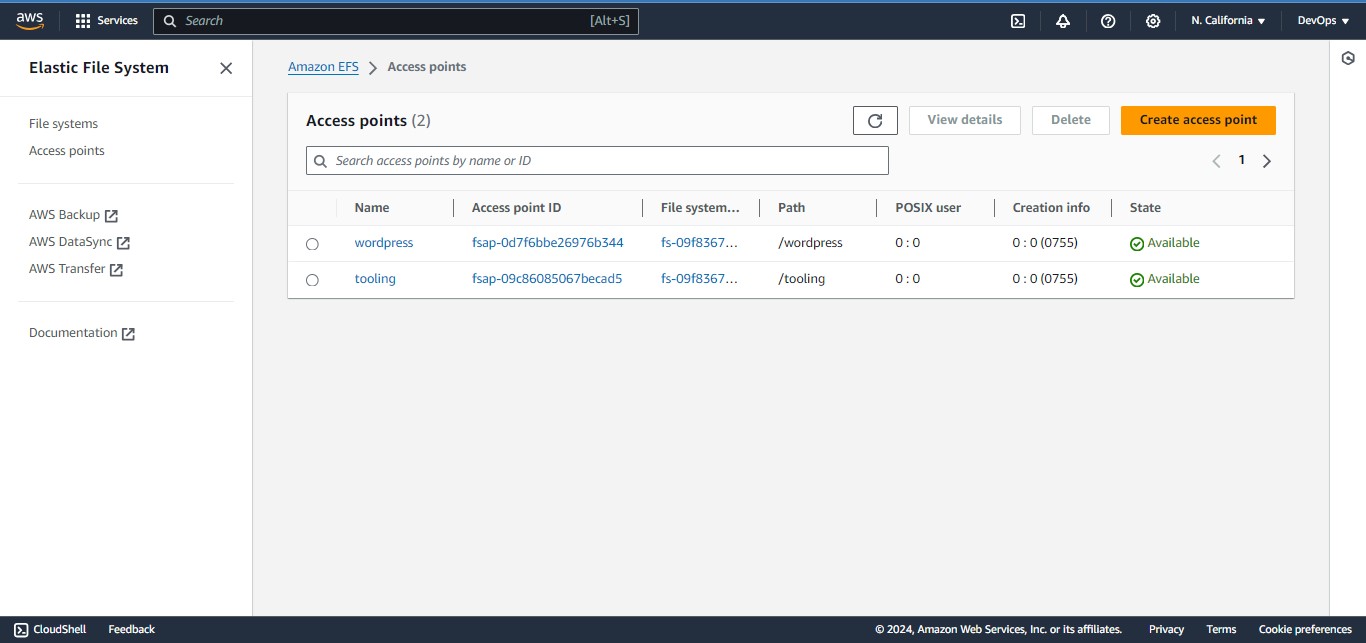 aws Services Search [Alt+S] N. California DevOps
Elastic File System
File systems
Access points
AWS Backup
AWS DataSync
AWS Transfer
Documentation
Amazon EFS Access points
Access points (2) View details Delete Create access point
Search access points by name or ID 1
Name Access point ID File system... Path POSIX user Creation info State
wordpress fsap-0d7f6bbe26976b344 fs-09f8367... /wordpress 0 : 0 0 : 0 (0755) Available
tooling fsap-09c86085067becad5 fs-09f8367... /tooling 0 : 0 0 : 0 (0755) Available
CloudShell Feedback © 2024, Amazon Web Services, Inc. or its affiliates. Privacy Terms Cookie preferences